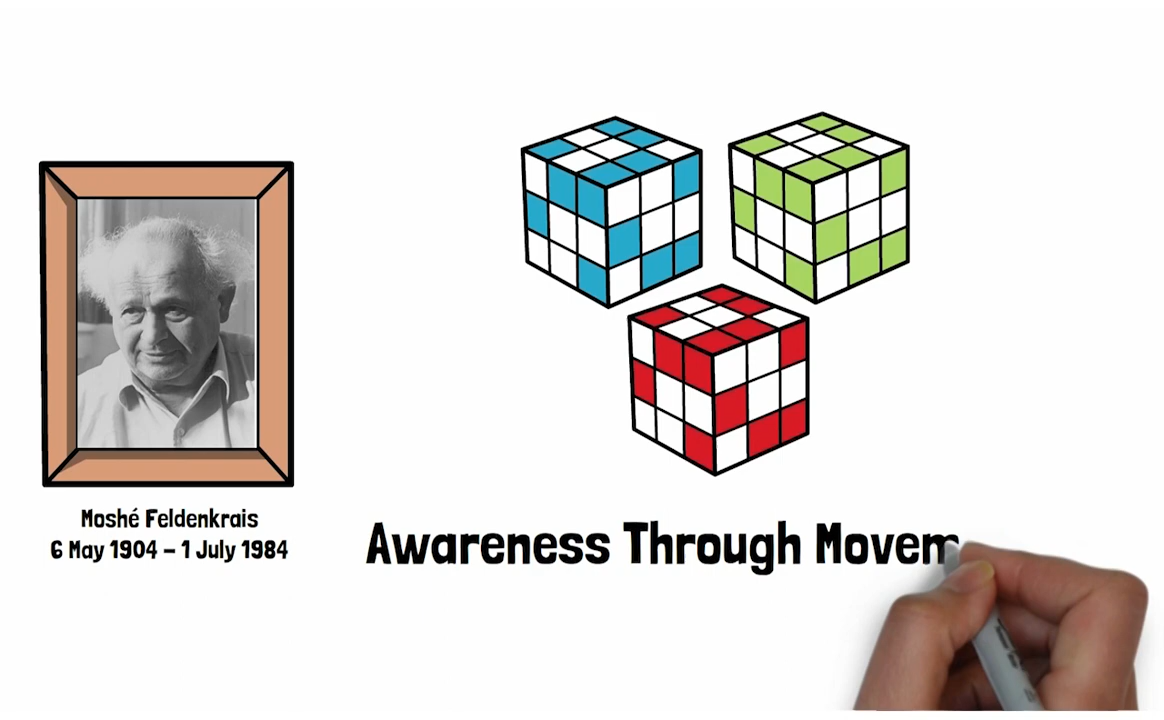 Moshé Feldenkrais
6 May 1904 – 1 July 1984
Awareness Through Movem